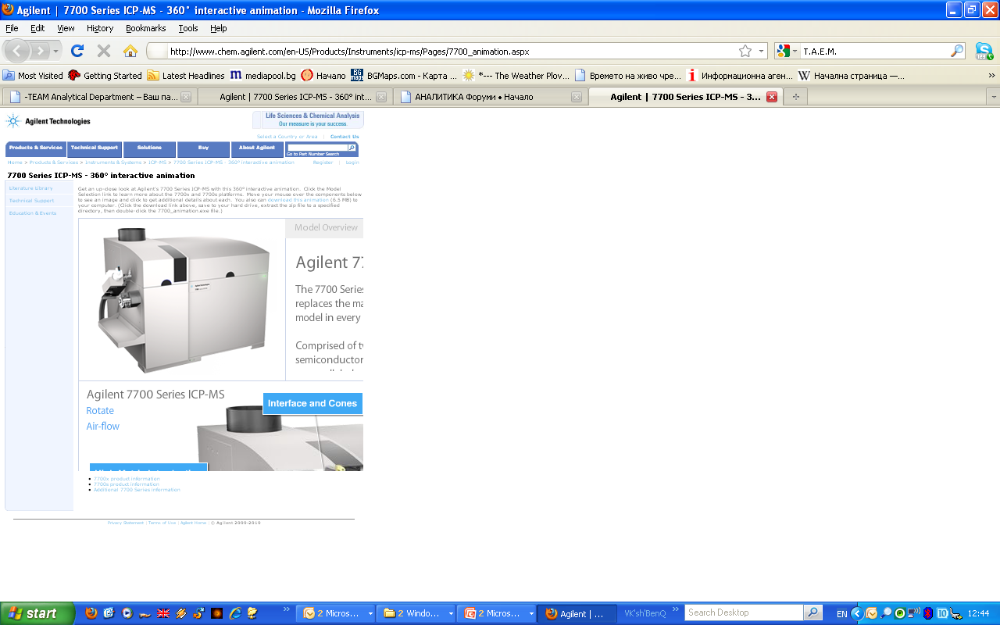 Agilent | 7700 Series ICP-MS - 360° interactive animation - Mozilla Firefox
File Edit View History Bookmarks Tools Help
http://www.chem.agilent.com/en-US/Products/Instruments/icp-ms/Pages/7700_animation.aspx
T.A.E.M.
Most Visited Getting Started Latest Headlines mediapool.bg Начало BGMaps.com - Карта ... *--- The Weather Plov... Времето на живо чре... Информационна аген... Начална страница —... »
-TEAM Analytical Department – Ваш па... Agilent | 7700 Series ICP-MS - 360° int... АНАЛИТИКА Форуми • Начало Agilent | 7700 Series ICP-MS - 3...
Agilent Technologies
Life Sciences & Chemical Analysis
Our measure is your success.
Select a Country or Area | Contact Us
Products & Services Technical Support Solutions Buy About Agilent
Go to Part Number Search
Home > Products & Services > Instruments & Systems > ICP-MS > 7700 Series ICP-MS - 360° interactive animation Register | Login
7700 Series ICP-MS - 360° interactive animation
Literature Library
Technical Support
Education & Events
Get an up-close look at Agilent's 7700 Series ICP-MS with this 360° interactive animation. Click the Model
Selection link to learn more about the 7700x and 7700s platforms. Move your mouse over the components below
to see an image and click to get additional details about each. You also can download this animation (6.5 MB) to
your computer. (Click the download link above, save to your hard drive, extract the zip file to a specified
directory, then double-click the 7700_animation.exe file.)
Model Overview
Agilent 77
The 7700 Series
replaces the ma
model in every
Comprised of tw
semiconductor
Agilent Technologies
Agilent 7700 Series ICP-MS
Rotate
Air-flow
Interface and Cones
7700x product information
7700s product information
Additional 7700 Series information
Privacy Statement | Terms of Use | Agilent Home | © Agilent 2000-2010
start 2 Micros... 2 Windo... 2 Micros... Agilent | ... VK'sh'BenQ » Search Desktop EN 12:44